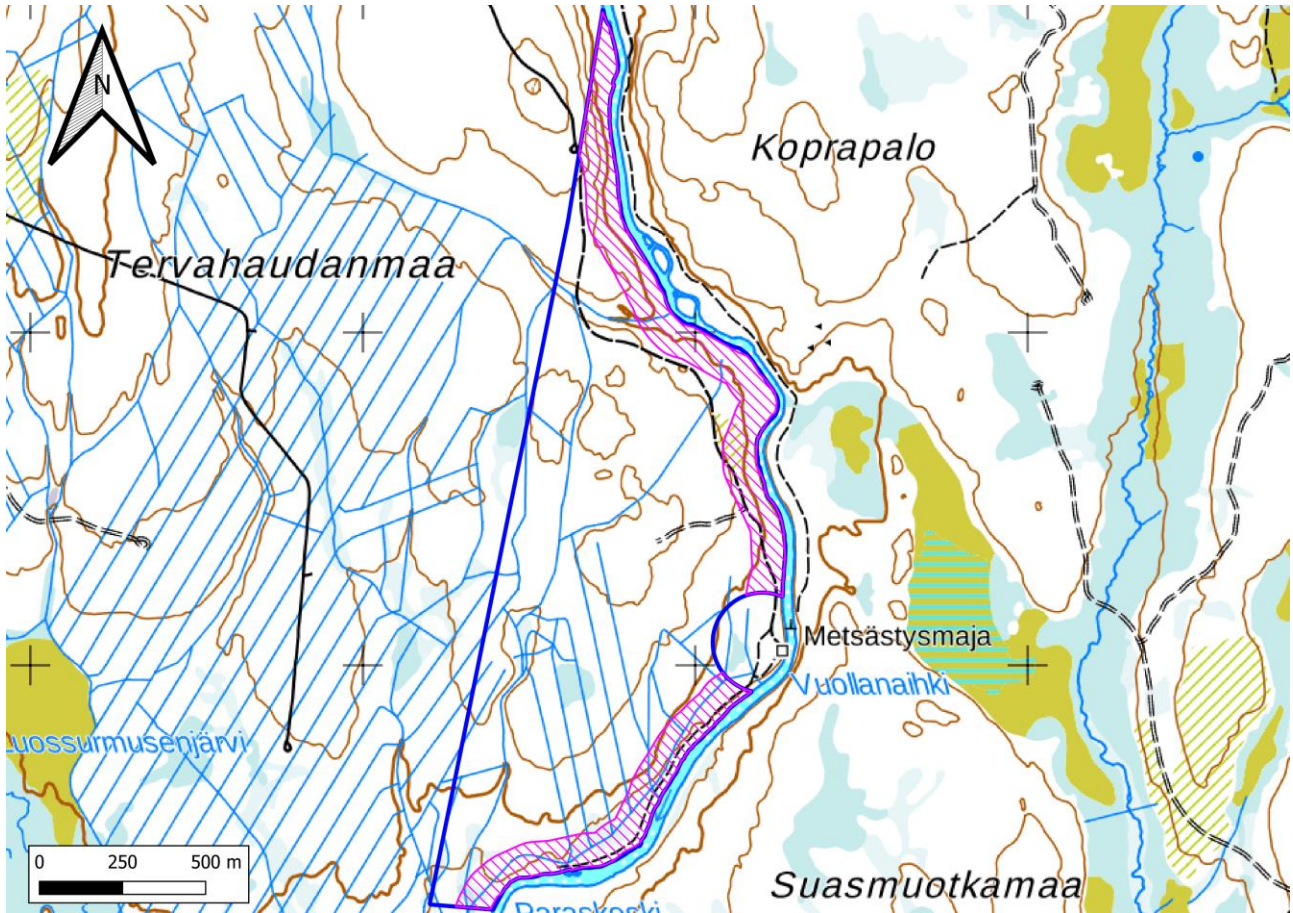 N
Koprapalo
Tervahaudanmaa
Metsästysmaja
Vuollanaihki
Luossurmusenjärvi
0 250 500 m
Suasmuotkamaa
Paraskoski